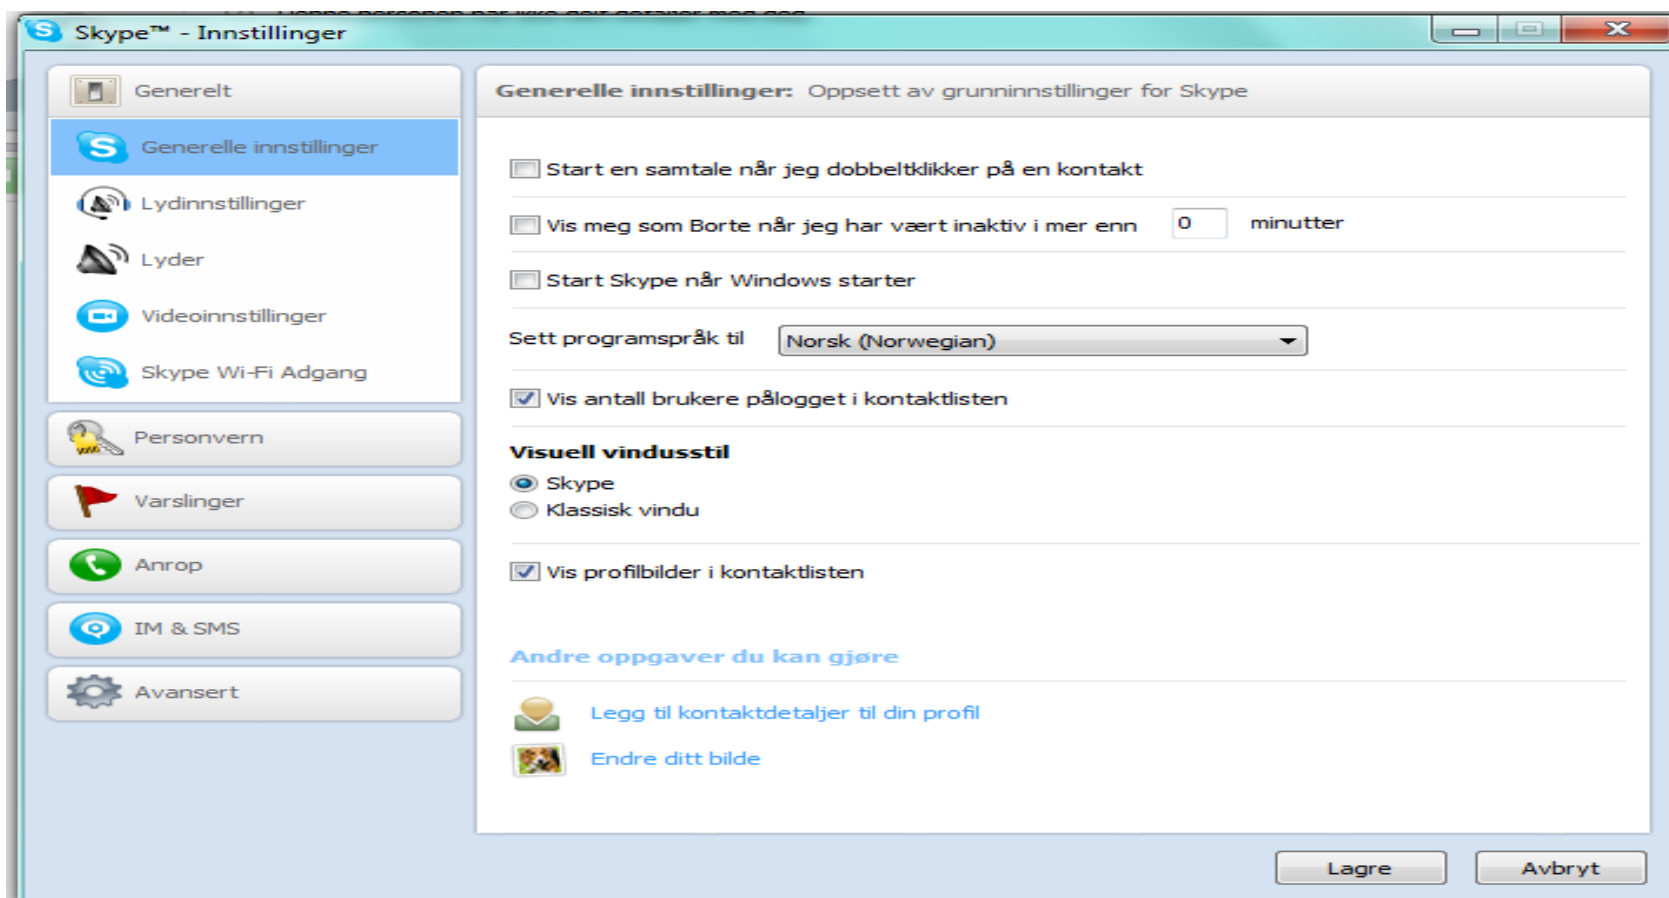 Skype™ - Innstillinger
Generelt
Generelle innstillinger
Lydinnstillinger
Lyder
Videoinnstillinger
Skype Wi-Fi Adgang
Personvern
Varslinger
Anrop
IM & SMS
Avansert
Generelle innstillinger: Oppsett av grunninnstillinger for Skype
Start en samtale når jeg dobbeltklikker på en kontakt
Vis meg som Borte når jeg har vært inaktiv i mer enn 0 minutter
Start Skype når Windows starter
Sett programspråk til Norsk (Norwegian)
Vis antall brukere pålogget i kontaktlisten
Visuell vindusstil
Skype
Klassisk vindu
Vis profilbilder i kontaktlisten
Andre oppgaver du kan gjøre
Legg til kontaktdetaljer til din profil
Endre ditt bilde
Lagre Avbryt